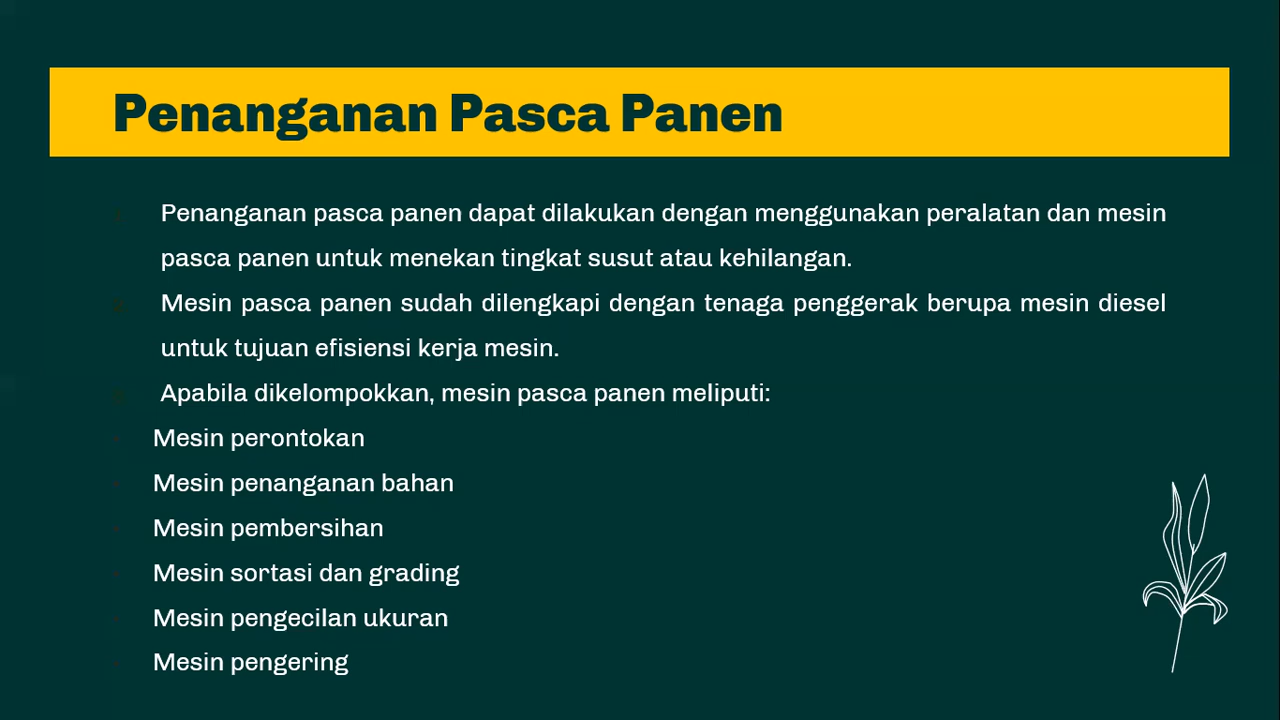 Penanganan Pasca Panen
Penanganan pasca panen dapat dilakukan dengan menggunakan peralatan dan mesin
pasca panen untuk menekan tingkat susut atau kehilangan.
Mesin pasca panen sudah dilengkapi dengan tenaga penggerak berupa mesin diesel
untuk tujuan efisiensi kerja mesin.
Apabila dikelompokkan, mesin pasca panen meliputi:
Mesin perontokan
Mesin penanganan bahan
Mesin pembersihan
Mesin sortasi dan grading
Mesin pengecilan ukuran
Mesin pengering